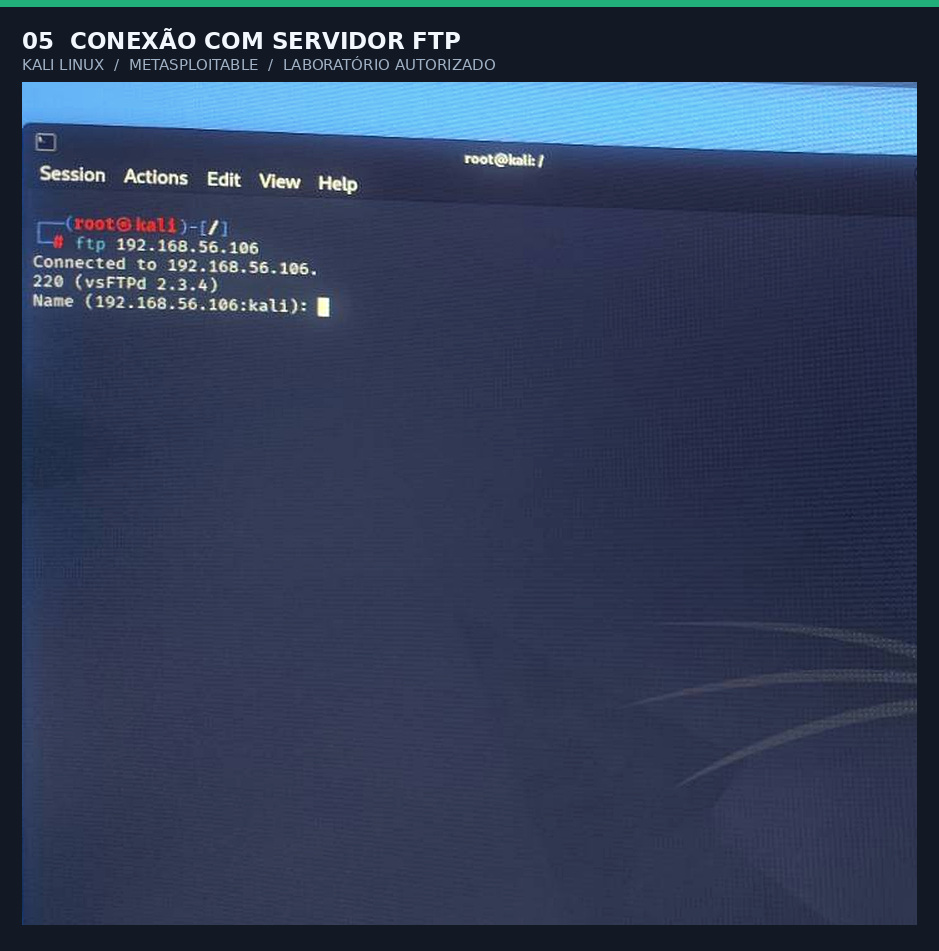 05 CONEXÃO COM SERVIDOR FTP
KALI LINUX / METASPLOITABLE / LABORATÓRIO AUTORIZADO
root@kali: /
Session Actions Edit View Help
┌──(root㉿kali)-[/]
└─# ftp 192.168.56.106
Connected to 192.168.56.106.
220 (vsFTPd 2.3.4)
Name (192.168.56.106:kali):